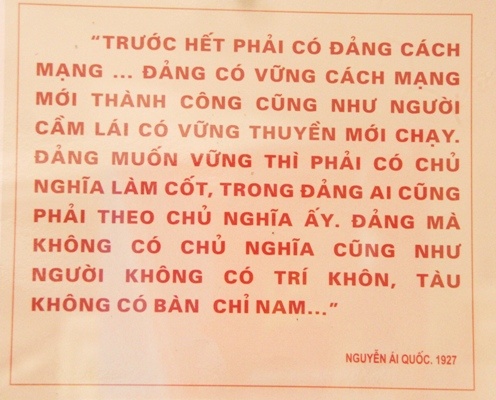 “TRƯỚC HẾT PHẢI CÓ ĐẢNG CÁCH
MẠNG ... ĐẢNG CÓ VỮNG CÁCH MẠNG
MỚI THÀNH CÔNG CŨNG NHƯ NGƯỜI
CẦM LÁI CÓ VỮNG THUYỀN MỚI CHẠY.
ĐẢNG MUỐN VỮNG THÌ PHẢI CÓ CHỦ
NGHĨA LÀM CỐT, TRONG ĐẢNG AI CŨNG
PHẢI THEO CHỦ NGHĨA ẤY. ĐẢNG MÀ
KHÔNG CÓ CHỦ NGHĨA CŨNG NHƯ
NGƯỜI KHÔNG CÓ TRÍ KHÔN, TÀU
KHÔNG CÓ BÀN CHỈ NAM...”
NGUYỄN ÁI QUỐC. 1927